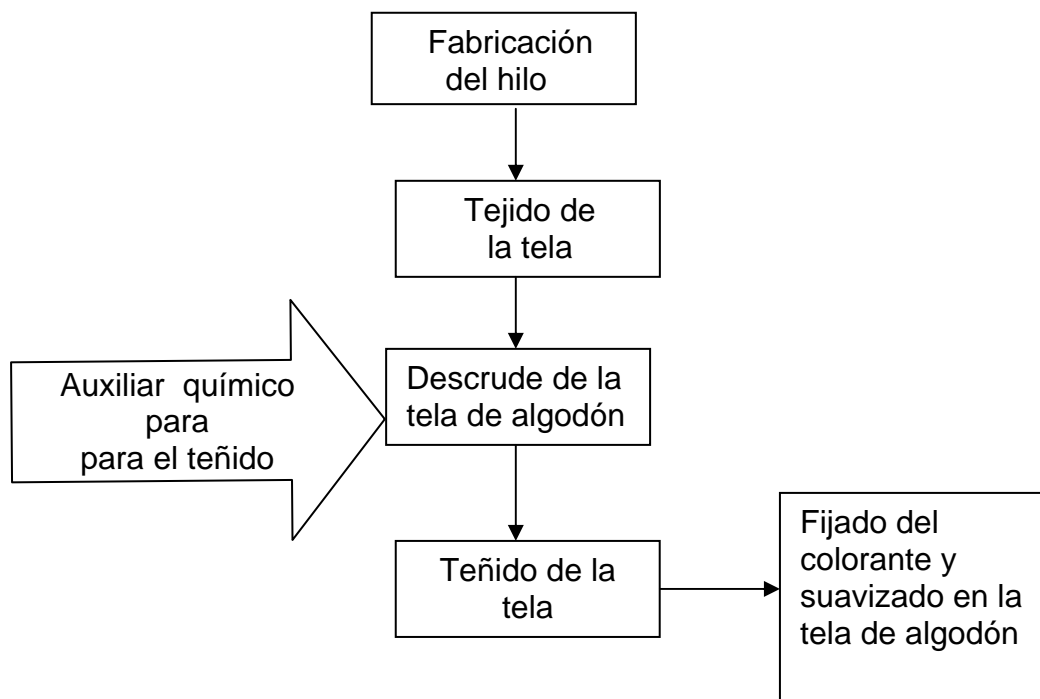 Fabricación
del hilo
Tejido de
la tela
Auxiliar químico
para
para el teñido
Descrude de la
tela de algodón
Teñido de la
tela
Fijado del
colorante y
suavizado en la
tela de algodón